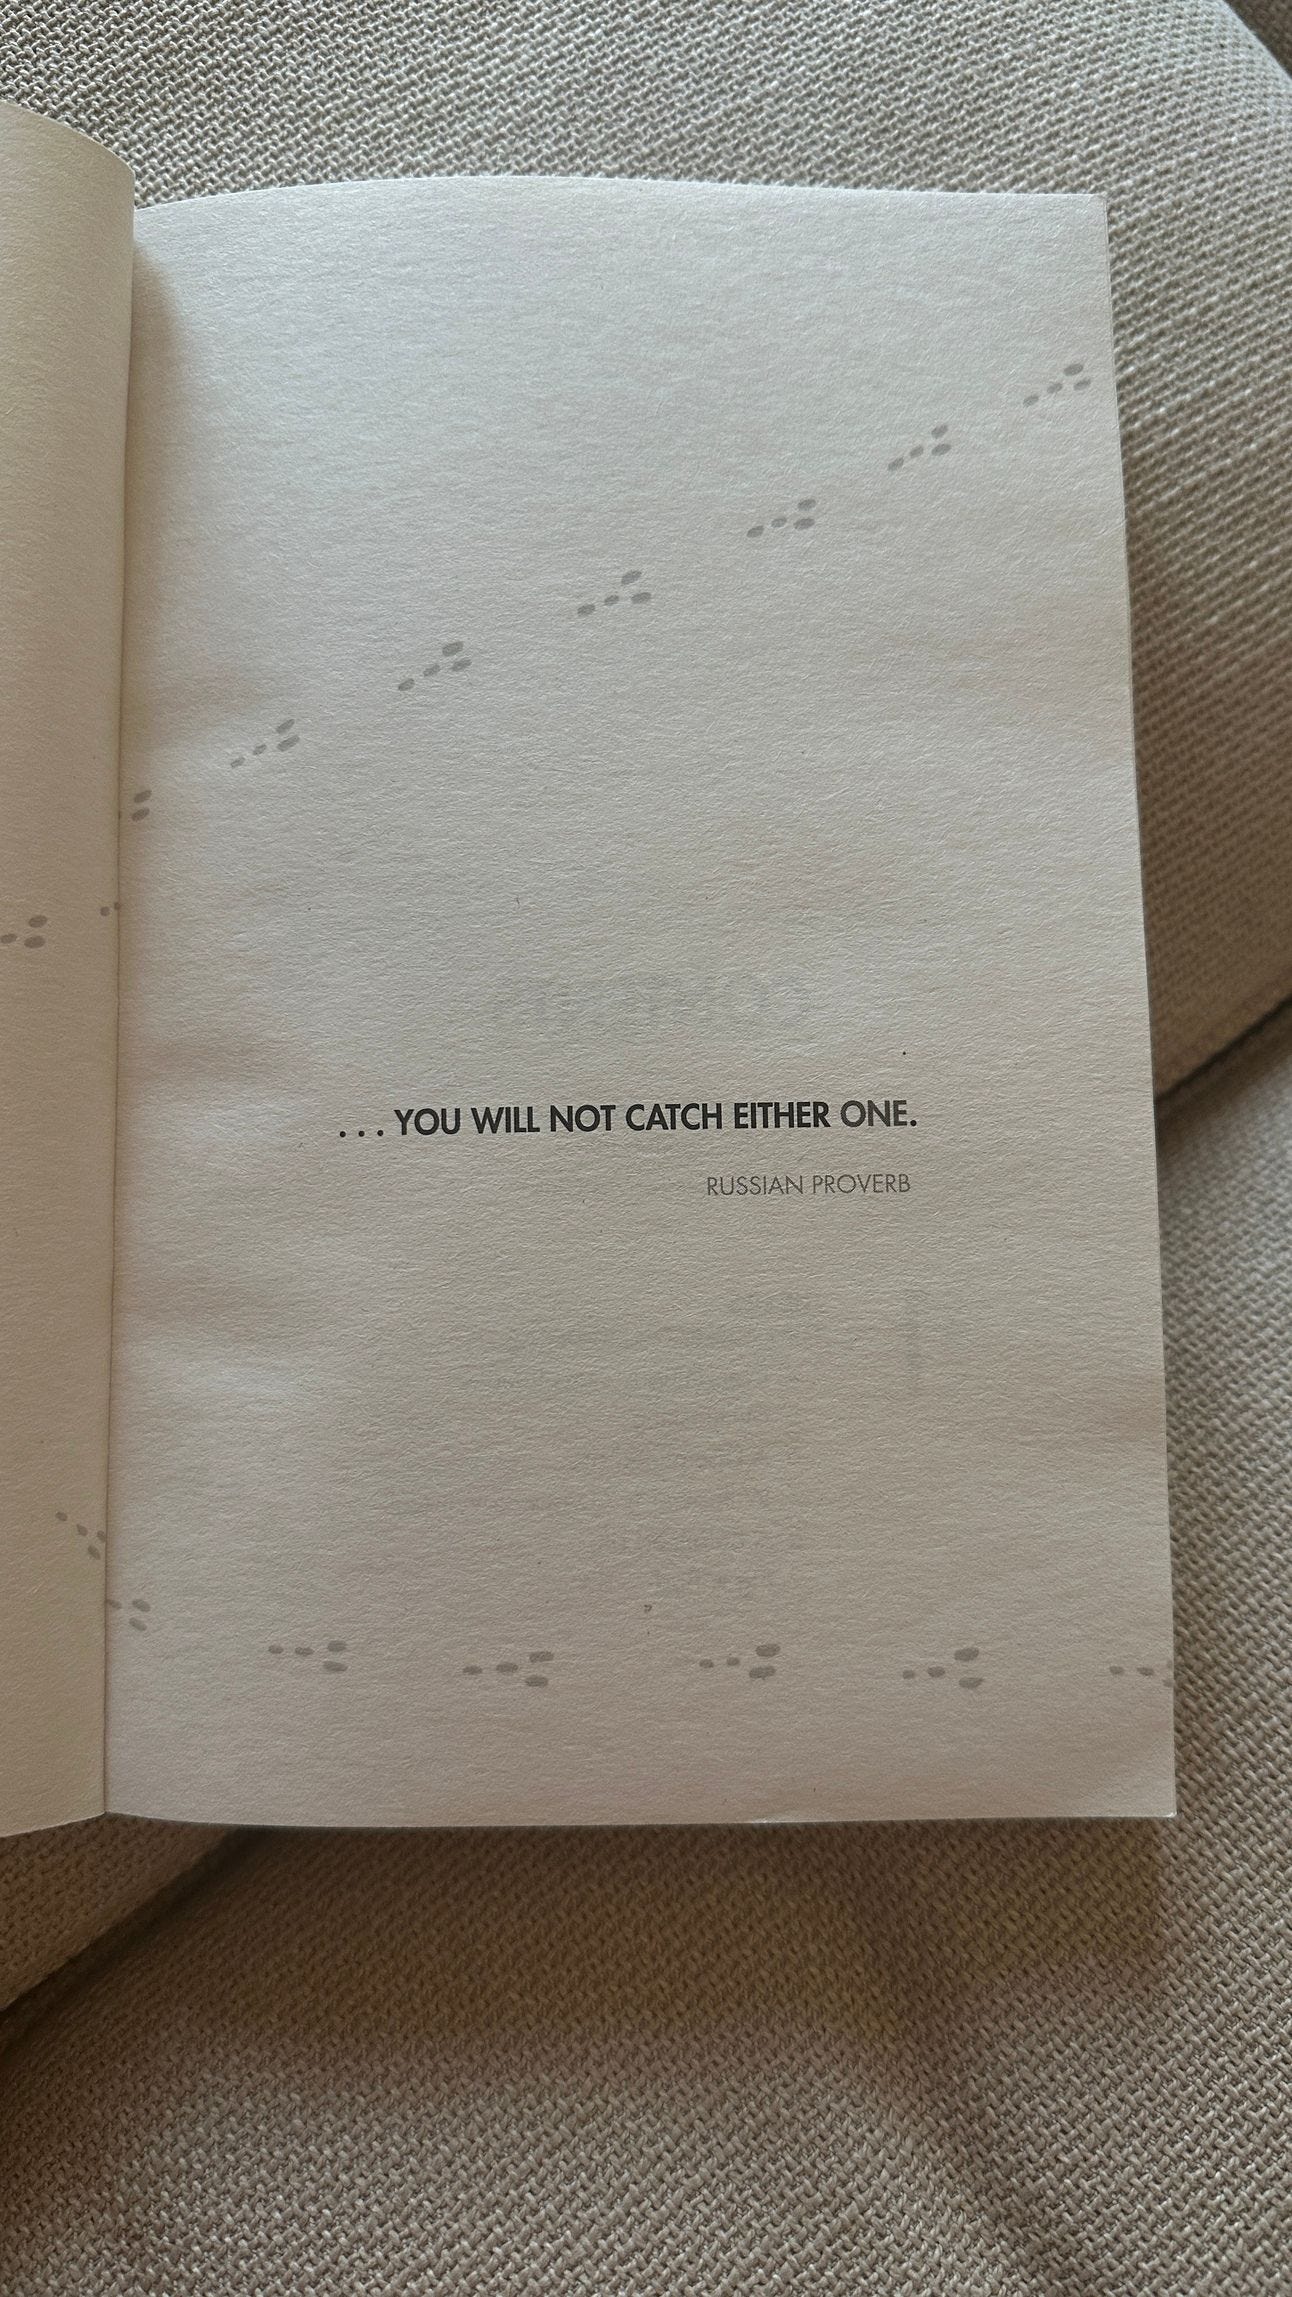 . . . YOU WILL NOT CATCH EITHER ONE.
RUSSIAN PROVERB